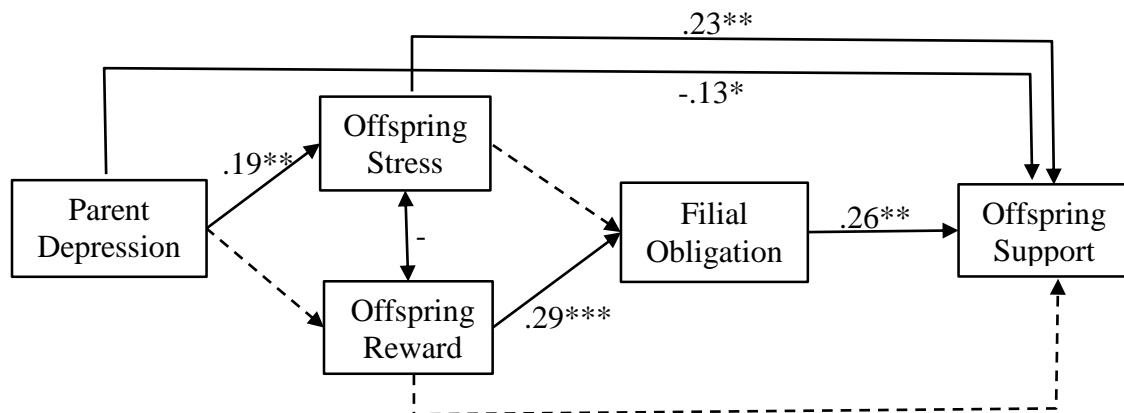 .23**
-.13*
Offspring
Stress
.19**
Parent
Depression
Filial
Obligation
.26**
Offspring
Support
-
Offspring
Reward
.29***